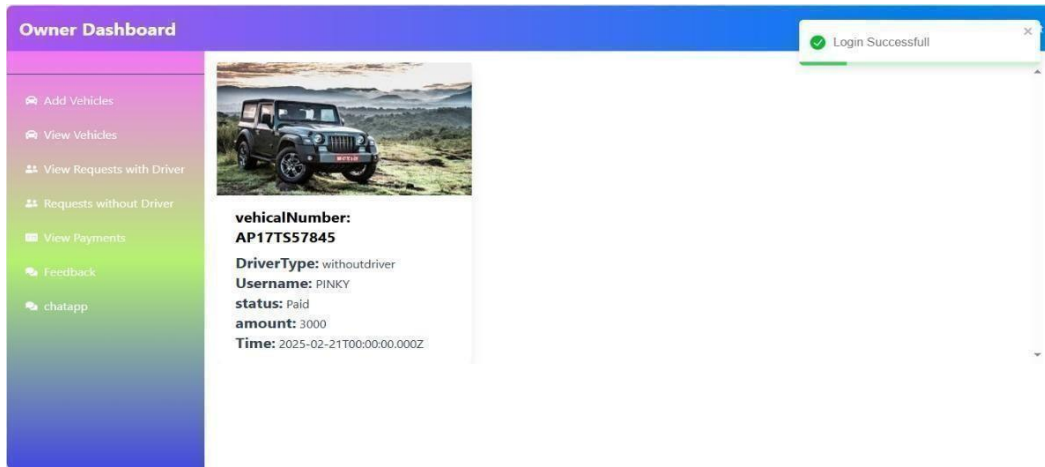 Owner Dashboard
Login Successfull
Add Vehicles
View Vehicles
View Requests with Driver
Requests without Driver
View Payments
Feedback
chatapp
vehicalNumber:
AP17TS57845
DriverType: withoutdriver
Username: PINKY
status: Paid
amount: 3000
Time: 2025-02-21T00:00:00.000Z